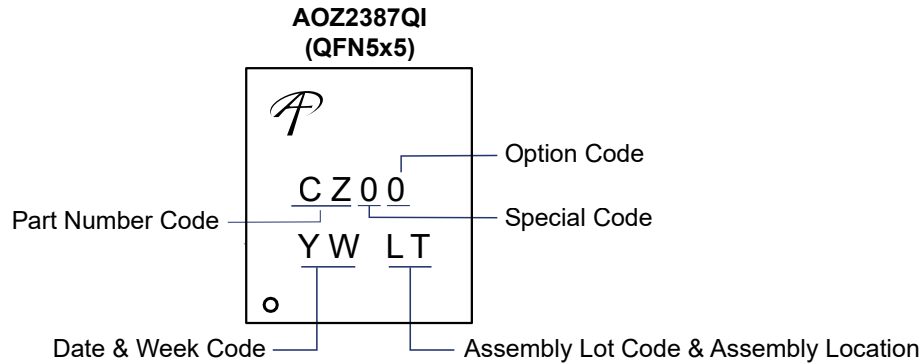 AOZ2387QI
(QFN5x5)
Option Code
CZ00
Part Number Code
Special Code
YW LT
Date & Week Code
Assembly Lot Code & Assembly Location